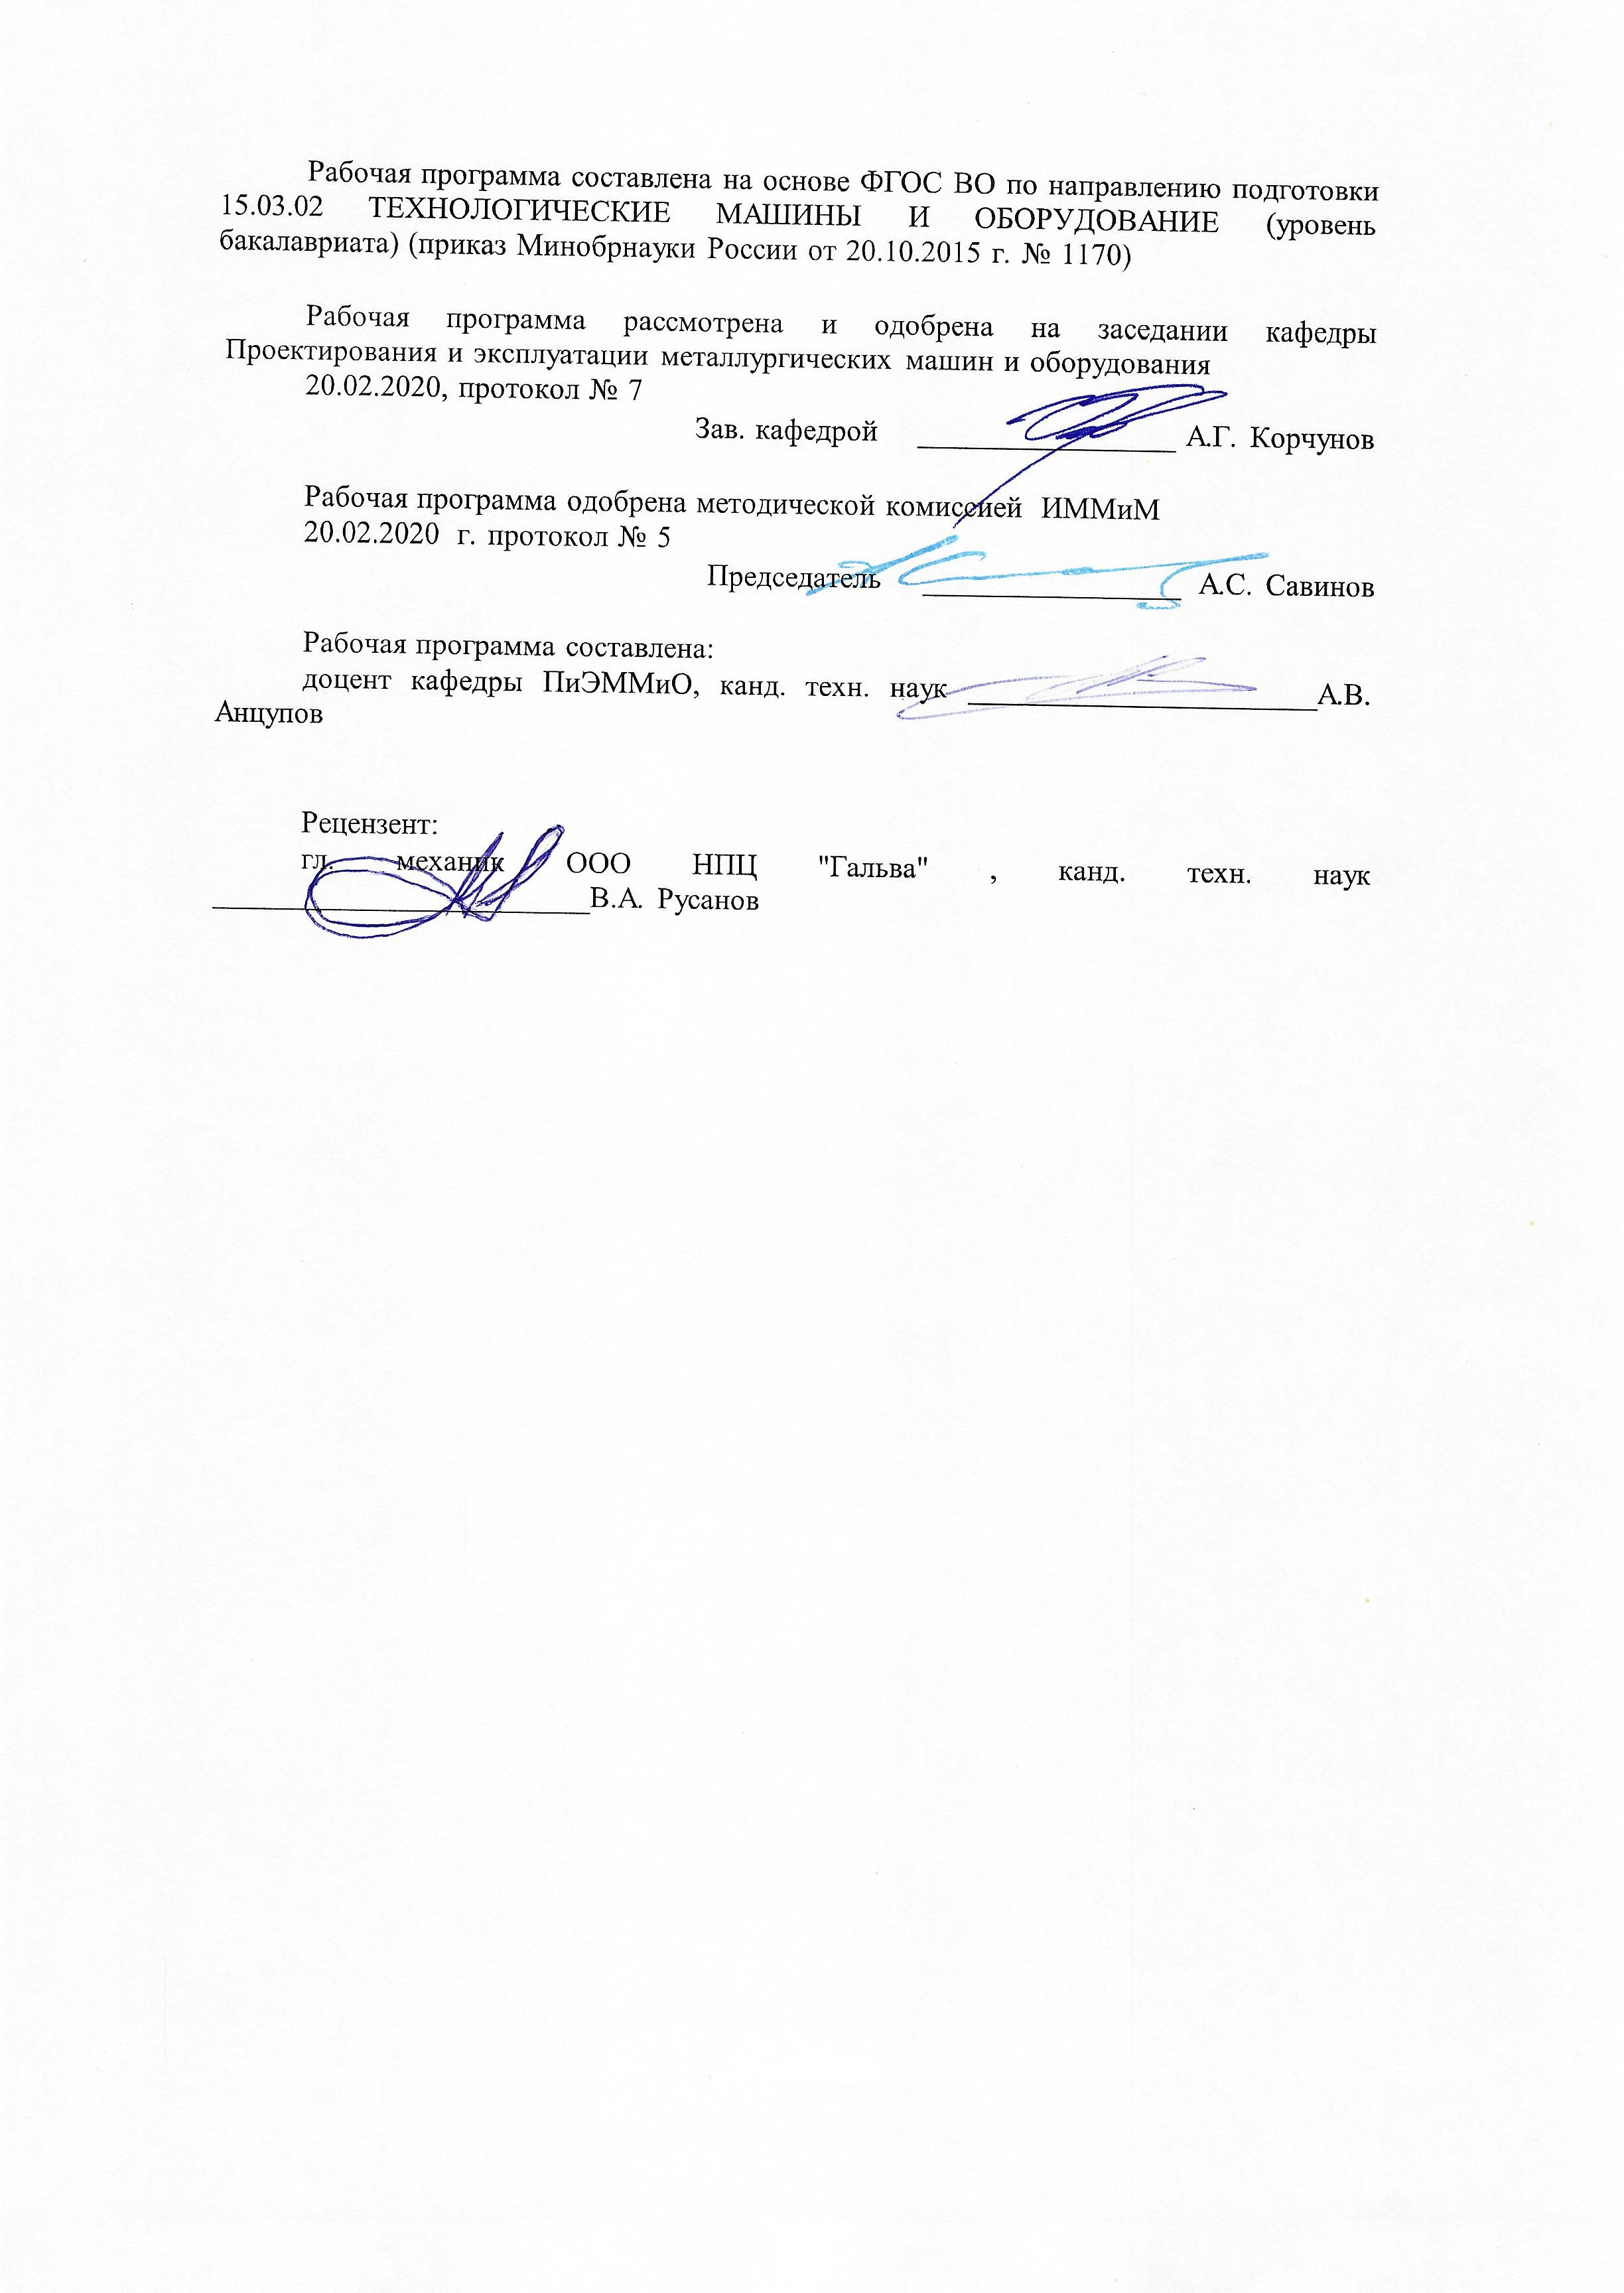 Рабочая программа составлена на основе ФГОС ВО по направлению подготовки
15.03.02 ТЕХНОЛОГИЧЕСКИЕ МАШИНЫ И ОБОРУДОВАНИЕ (уровень
бакалавриата) (приказ Минобрнауки России от 20.10.2015 г. № 1170)
Рабочая программа рассмотрена и одобрена на заседании кафедры
Проектирования и эксплуатации металлургических машин и оборудования
20.02.2020, протокол № 7
Зав. кафедрой ________________ А.Г. Корчунов
Рабочая программа одобрена методической комиссией ИММиМ
20.02.2020 г. протокол № 5
Председатель ________________ А.С. Савинов
Рабочая программа составлена:
доцент кафедры ПиЭММиО, канд. техн. наук ______________________А.В.
Анцупов
Рецензент:
гл. механик ООО НПЦ "Гальва" , канд. техн. наук
________________________В.А. Русанов